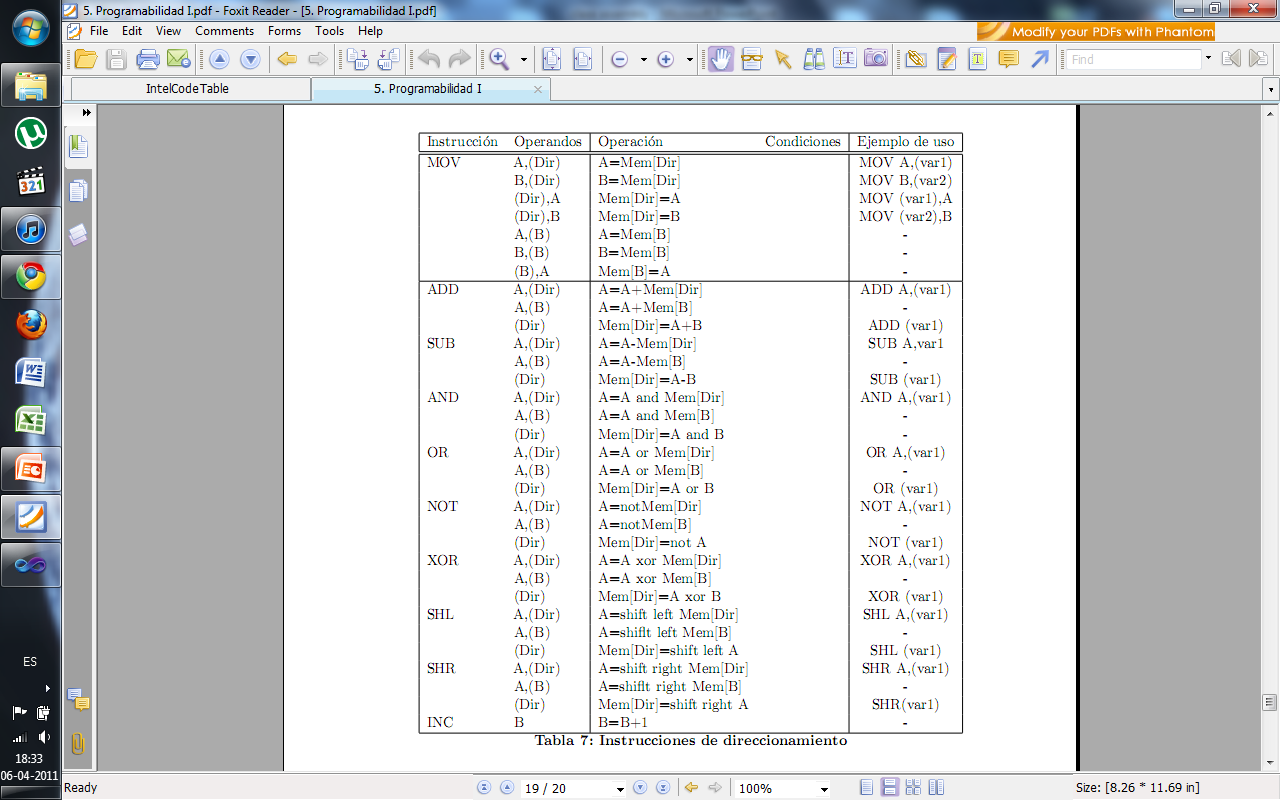 5. Programabilidad I.pdf - Foxit Reader - [5. Programabilidad I.pdf]
File Edit View Comments Forms Tools Help
Modify your PDFs with Phantom
Find
IntelCodeTable
5. Programabilidad I
Instrucción Operandos Operación Condiciones Ejemplo de uso
MOV A,(Dir) A=Mem[Dir] MOV A,(var1)
B,(Dir) B=Mem[Dir] MOV B,(var2)
(Dir),A Mem[Dir]=A MOV (var1),A
(Dir),B Mem[Dir]=B MOV (var2),B
A,(B) A=Mem[B] -
B,(B) B=Mem[B] -
(B),A Mem[B]=A -
ADD A,(Dir) A=A+Mem[Dir] ADD A,(var1)
A,(B) A=A+Mem[B] -
(Dir) Mem[Dir]=A+B ADD (var1)
SUB A,(Dir) A=A-Mem[Dir] SUB A,var1
A,(B) A=A-Mem[B] -
(Dir) Mem[Dir]=A-B SUB (var1)
AND A,(Dir) A=A and Mem[Dir] AND A,(var1)
A,(B) A=A and Mem[B] -
(Dir) Mem[Dir]=A and B -
OR A,(Dir) A=A or Mem[Dir] OR A,(var1)
A,(B) A=A or Mem[B] -
(Dir) Mem[Dir]=A or B OR (var1)
NOT A,(Dir) A=notMem[Dir] NOT A,(var1)
A,(B) A=notMem[B] -
(Dir) Mem[Dir]=not A NOT (var1)
XOR A,(Dir) A=A xor Mem[Dir] XOR A,(var1)
A,(B) A=A xor Mem[B] -
(Dir) Mem[Dir]=A xor B XOR (var1)
SHL A,(Dir) A=shift left Mem[Dir] SHL A,(var1)
A,(B) A=shiflt left Mem[B] -
(Dir) Mem[Dir]=shift left A SHL (var1)
SHR A,(Dir) A=shift right Mem[Dir] SHR A,(var1)
A,(B) A=shiflt right Mem[B] -
(Dir) Mem[Dir]=shift right A SHR(var1)
INC B B=B+1 -
Tabla 7: Instrucciones de direccionamiento
321
ES
18:33
06-04-2011
Ready
19 / 20
100%
Size: [8.26 * 11.69 in]